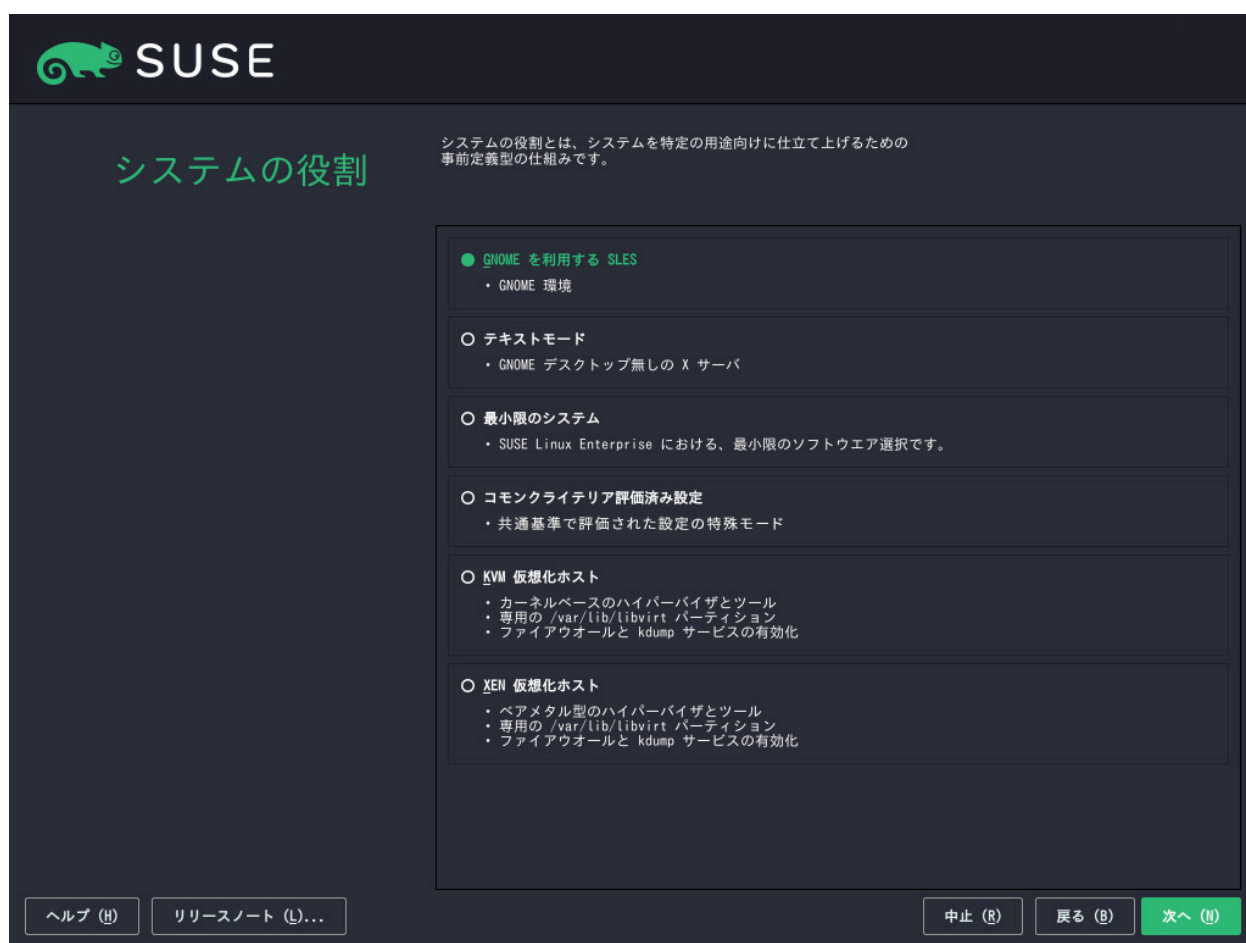 SUSE
システムの役割
システムの役割とは、システムを特定の用途向けに仕立て上げるための
事前定義型の仕組みです。
GNOME を利用する SLES
・ GNOME 環境
テキストモード
・ GNOME デスクトップ無しの X サーバ
最小限のシステム
・ SUSE Linux Enterprise における、最小限のソフトウエア選択です。
コモンクライテリア評価済み設定
・ 共通基準で評価された設定の特殊モード
KVM 仮想化ホスト
・ カーネルベースのハイパーバイザとツール
・ 専用の /var/lib/libvirt パーティション
・ ファイアウオールと kdump サービスの有効化
XEN 仮想化ホスト
・ ベアメタル型のハイパーバイザとツール
・ 専用の /var/lib/libvirt パーティション
・ ファイアウオールと kdump サービスの有効化
ヘルプ (H) リリースノート (L)... 中止 (R) 戻る (B) 次へ (N)